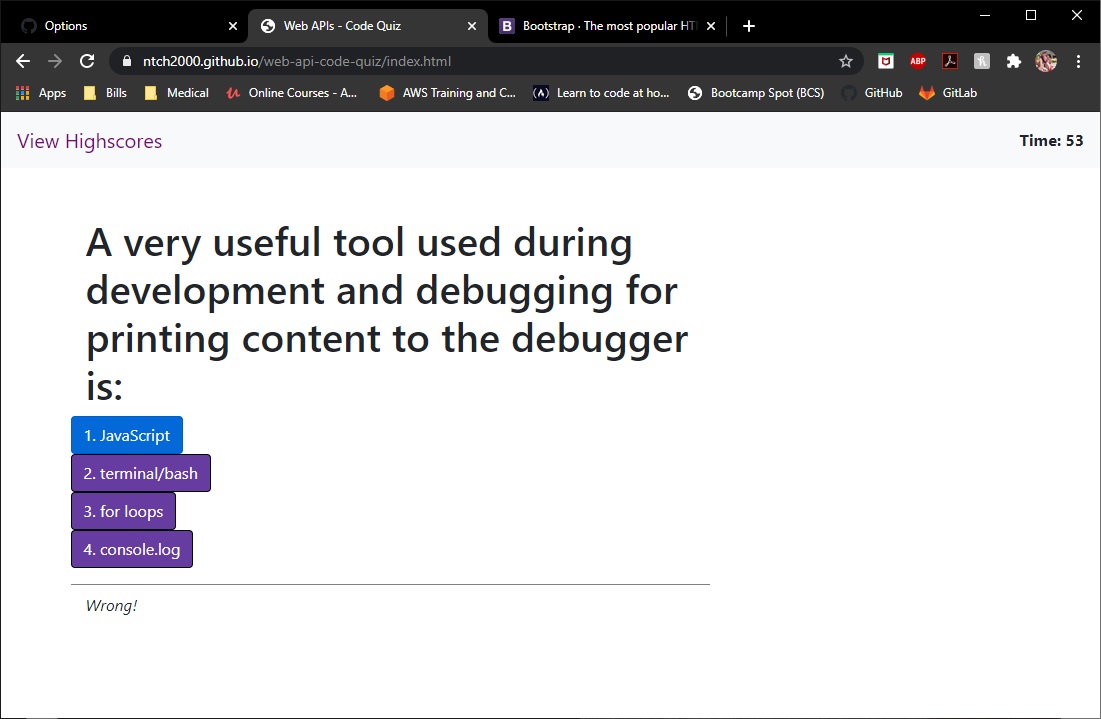 Options
Web APIs - Code Quiz
Bootstrap · The most popular HT
ntch2000.github.io/web-api-code-quiz/index.html
ABP
Apps
Bills
Medical
Online Courses - A...
AWS Training and C...
Learn to code at ho...
Bootcamp Spot (BCS)
GitHub
GitLab
View Highscores
Time: 53
A very useful tool used during
development and debugging for
printing content to the debugger
is:
1. JavaScript
2. terminal/bash
3. for loops
4. console.log
Wrong!